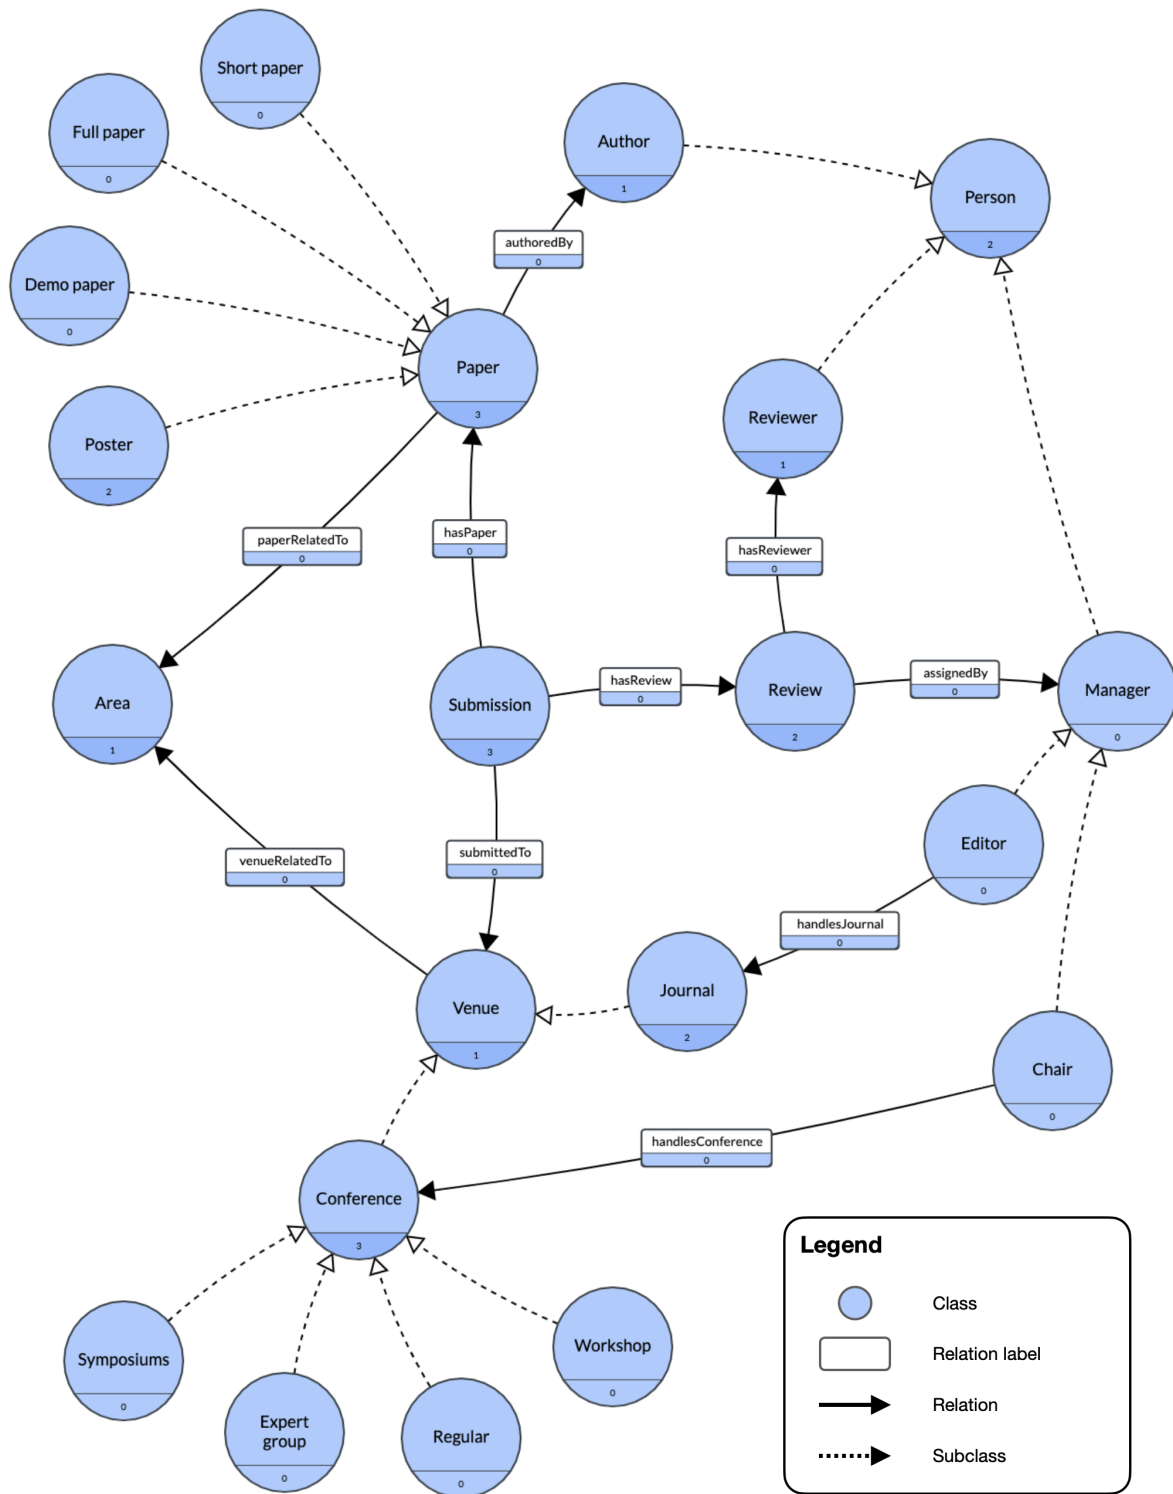 Short paper
0
Full paper
0
Author
1
Person
2
authoredBy
0
Demo paper
0
Paper
3
Reviewer
1
Poster
2
paperRelatedTo
0
hasPaper
0
hasReviewer
0
Area
1
Submission
3
hasReview
0
Review
2
assignedBy
0
Manager
0
venueRelatedTo
0
submittedTo
0
Editor
0
handlesJournal
0
Journal
2
Venue
1
Chair
0
handlesConference
0
Conference
3
Symposiums
0
Expert
group
0
Regular
0
Workshop
0
Legend
Class
Relation label
Relation
Subclass